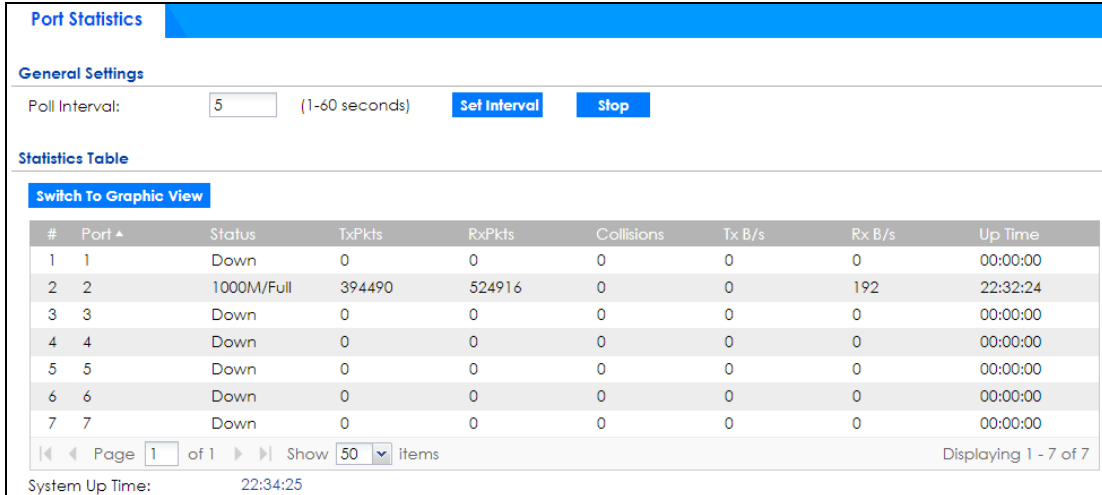 Port Statistics
General Settings
Poll Interval: 5 (1-60 seconds) Set Interval Stop
Statistics Table
Switch To Graphic View
# Port Status TxPkts RxPkts Collisions Tx B/s Rx B/s Up Time
1 1 Down 0 0 0 0 0 00:00:00
2 2 1000M/Full 394490 524916 0 0 192 22:32:24
3 3 Down 0 0 0 0 0 00:00:00
4 4 Down 0 0 0 0 0 00:00:00
5 5 Down 0 0 0 0 0 00:00:00
6 6 Down 0 0 0 0 0 00:00:00
7 7 Down 0 0 0 0 0 00:00:00
Page 1 of 1 Show 50 items Displaying 1 - 7 of 7
System Up Time: 22:34:25